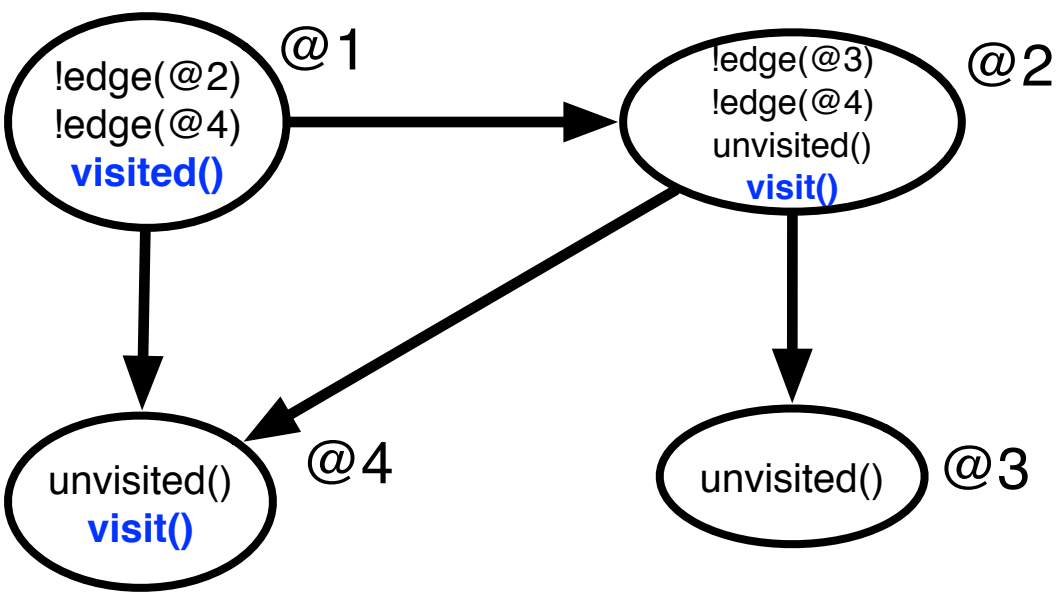 !edge(@2)
!edge(@4)
visited()
@1
!edge(@3)
!edge(@4)
unvisited()
visit()
@2
unvisited()
visit()
@4
unvisited()
@3